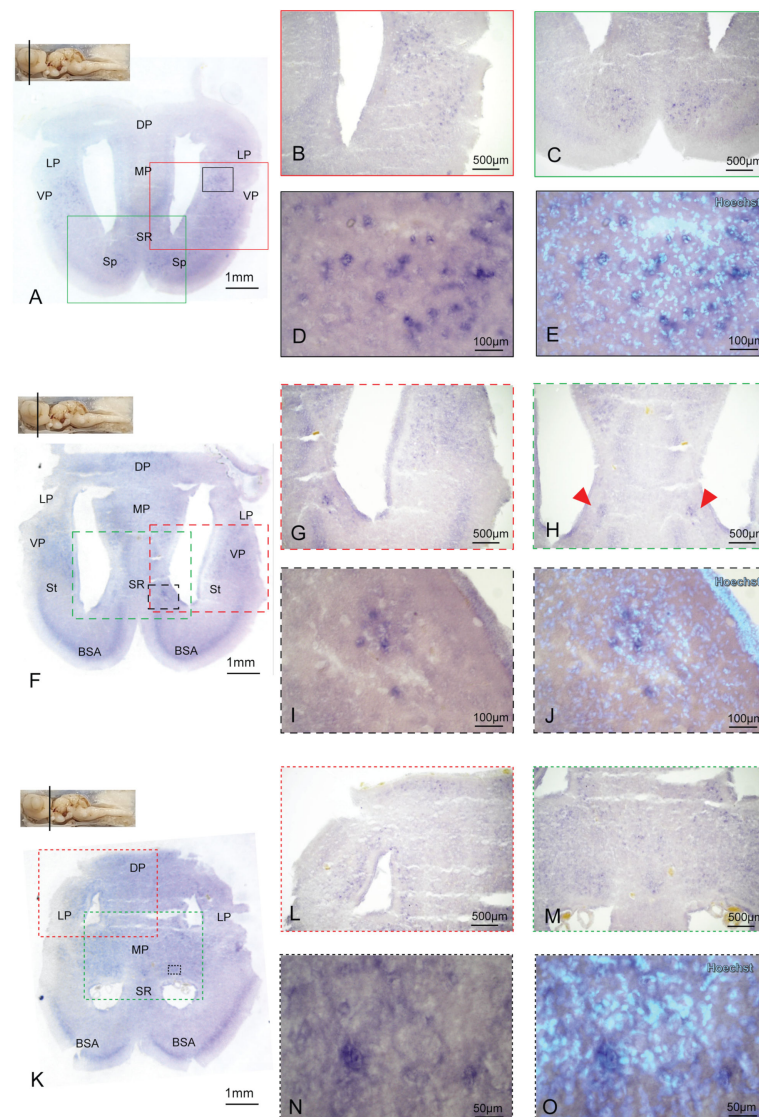 DP
LP
LP
MP
VP
VP
SR
Sp
Sp
1mm
A
B
500µm
C
500µm
D
100µm
Hoechst
E
100µm
DP
LP
MP
LP
VP
VP
St
SR
St
BSA
BSA
1mm
F
G
500µm
H
500µm
I
100µm
Hoechst
J
100µm
DP
LP
LP
MP
SR
BSA
BSA
1mm
K
L
500µm
M
500µm
N
50µm
Hoechst
O
50µm